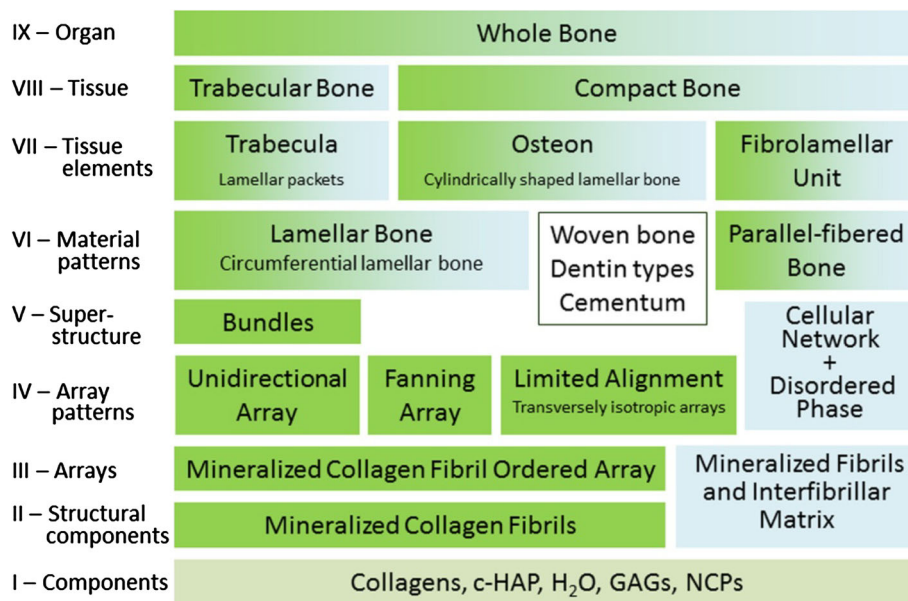 IX – Organ
Whole Bone
VIII – Tissue
Trabecular Bone
Compact Bone
VII – Tissue
elements
Trabecula
Lamellar packets
Osteon
Cylindrically shaped lamellar bone
Fibrolamellar
Unit
VI – Material
patterns
Lamellar Bone
Circumferential lamellar bone
Woven bone
Dentin types
Cementum
Parallel-fibered
Bone
V – Super-
structure
Bundles
Cellular
Network
+
Disordered
Phase
IV – Array
patterns
Unidirectional
Array
Fanning
Array
Limited Alignment
Transversely isotropic arrays
III – Arrays
Mineralized Collagen Fibril Ordered Array
Mineralized Fibrils
and Interfibrillar
Matrix
II – Structural
components
Mineralized Collagen Fibrils
I – Components
Collagens, c-HAP, H₂O, GAGs, NCPs